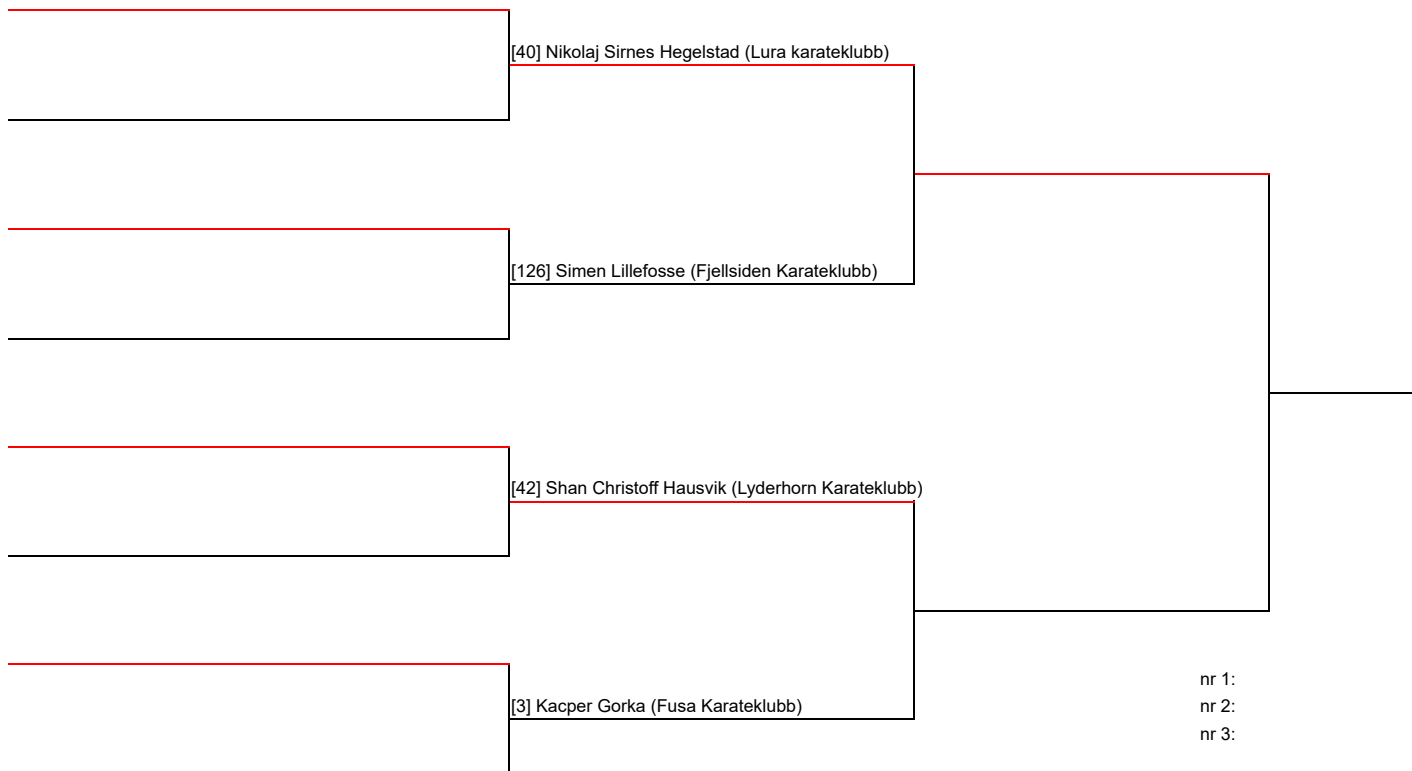 [40] Nikolaj Sirnes Hegelstad (Lura karateklubb)
[126] Simen Lillefosse (Fjellsiden Karateklubb)
[42] Shan Christoff Hausvik (Lyderhorn Karateklubb)
[3] Kacper Gorka (Fusa Karateklubb)
nr 1:
nr 2:
nr 3: